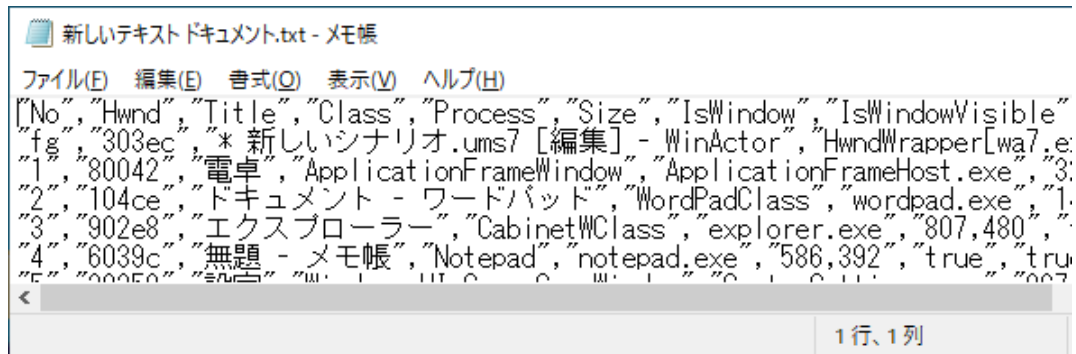 新しいテキスト ドキュメント.txt - メモ帳
ファイル(F) 編集(E) 書式(O) 表示(V) ヘルプ(H)
"No","Hwnd","Title","Class","Process","Size","IsWindow","IsWindowVisible"
"fg","303ec","* 新しいシナリオ.ums7 [編集] - WinActor","HwndWrapper[wa7.e
"1","80042","電卓","ApplicationFrameWindow","ApplicationFrameHost.exe","32
"2","104ce","ドキュメント - ワードパッド","WordPadClass","wordpad.exe","14
"3","902e8","エクスプローラー","CabinetWClass","explorer.exe","807,480","
"4","6039c","無題 - メモ帳","Notepad","notepad.exe","586,392","true","tru
1 行、1 列